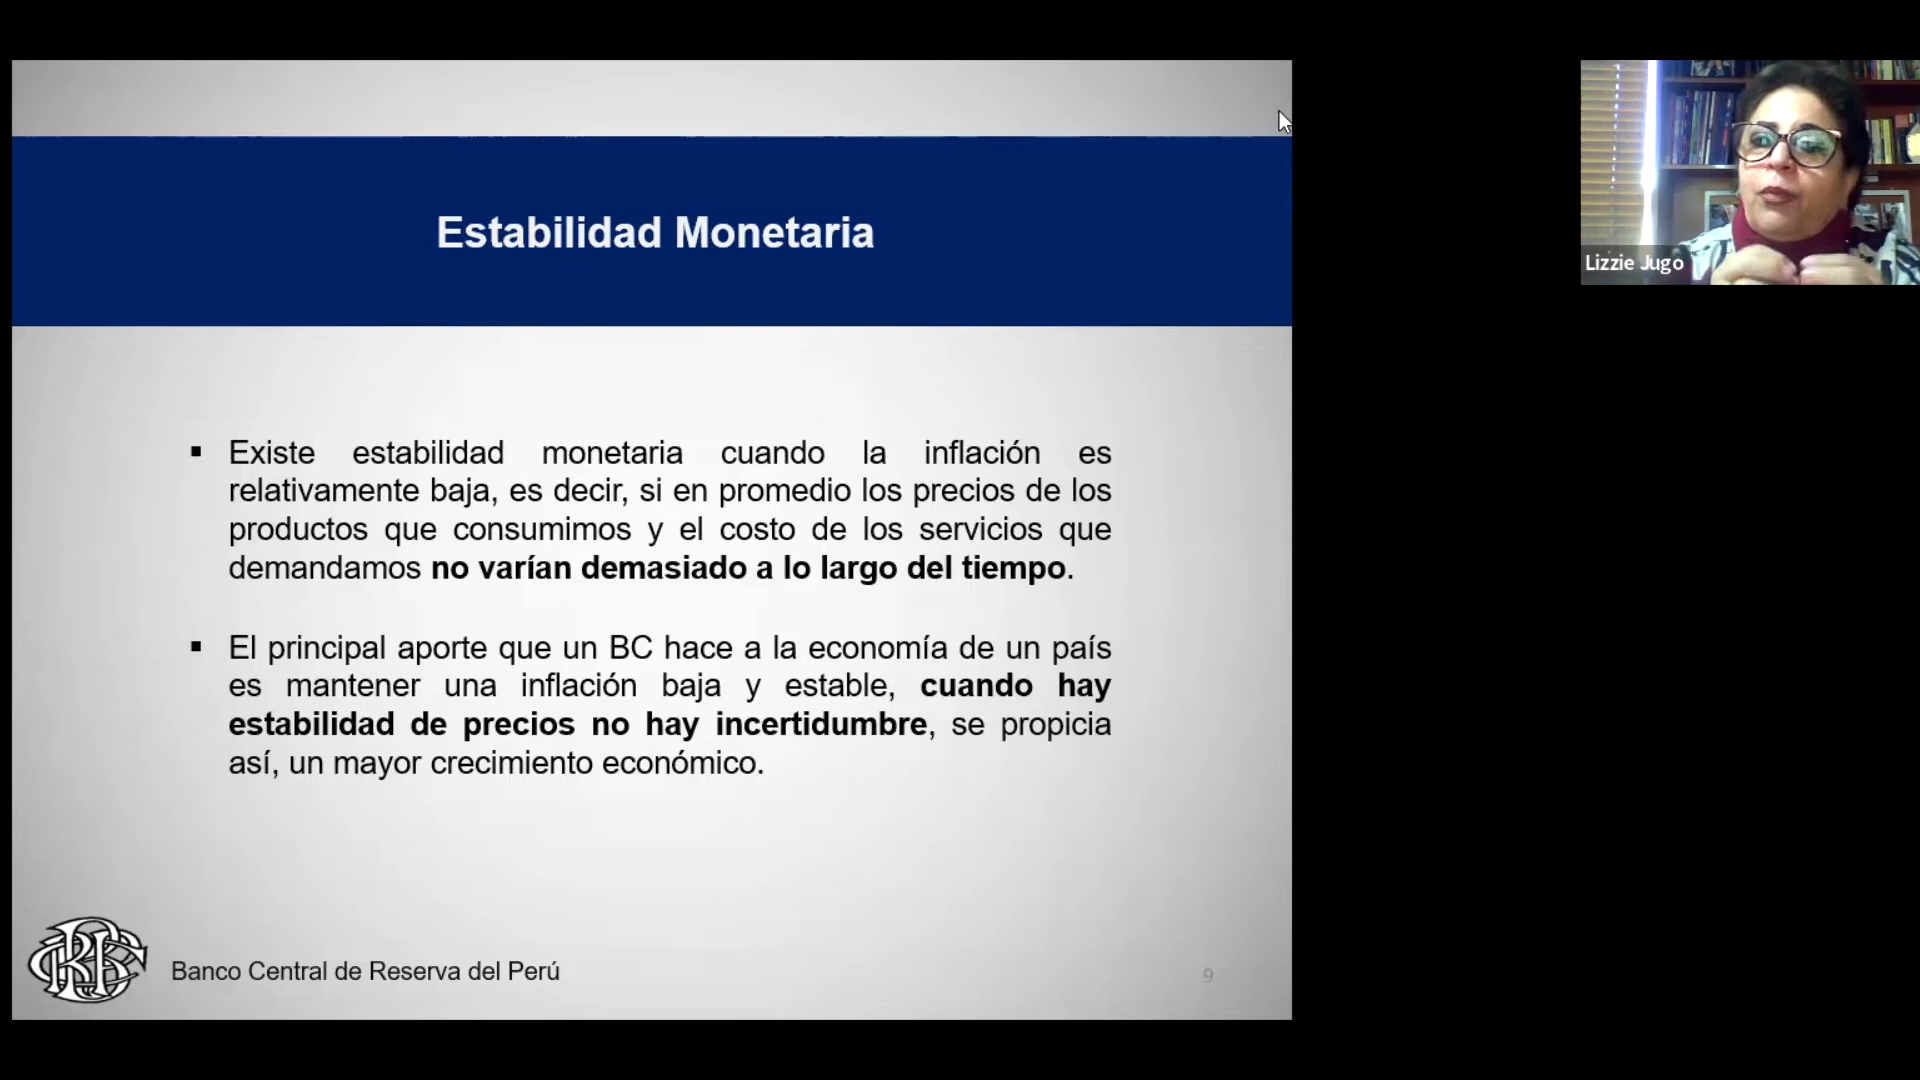 Estabilidad Monetaria
Lizzie Jugo
▪ Existe estabilidad monetaria cuando la inflación es
relativamente baja, es decir, si en promedio los precios de los
productos que consumimos y el costo de los servicios que
demandamos no varían demasiado a lo largo del tiempo.
▪ El principal aporte que un BC hace a la economía de un país
es mantener una inflación baja y estable, cuando hay
estabilidad de precios no hay incertidumbre, se propicia
así, un mayor crecimiento económico.
Banco Central de Reserva del Perú
9